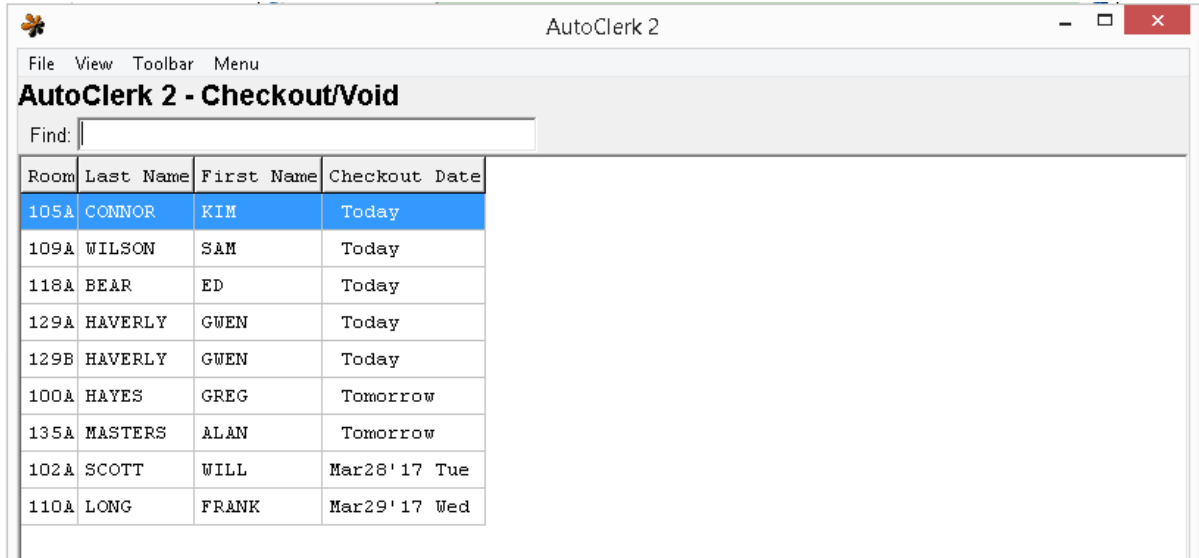 AutoClerk 2
File View Toolbar Menu
AutoClerk 2 - Checkout/Void
Find:
Room Last Name First Name Checkout Date
105A CONNOR KIM Today
109A WILSON SAM Today
118A BEAR ED Today
129A HAVERLY GWEN Today
129B HAVERLY GWEN Today
100A HAYES GREG Tomorrow
135A MASTERS ALAN Tomorrow
102A SCOTT WILL Mar28'17 Tue
110A LONG FRANK Mar29'17 Wed